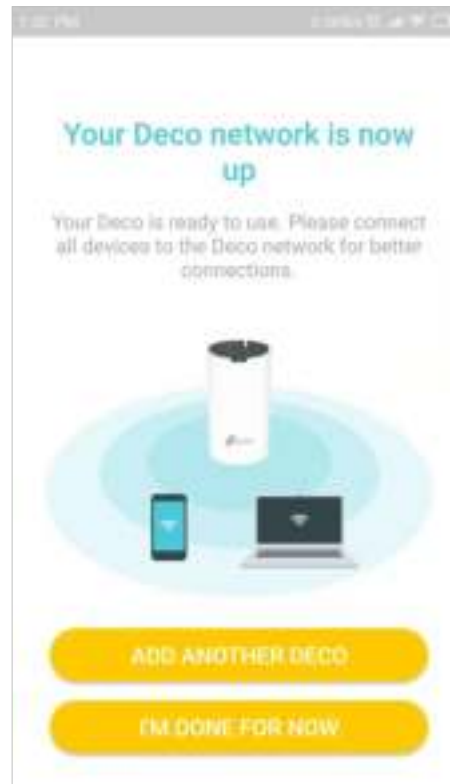 Your Deco network is now
up
Your Deco is ready to use. Please connect
all devices to the Deco network for better
connections.
ADD ANOTHER DECO
I'M DONE FOR NOW